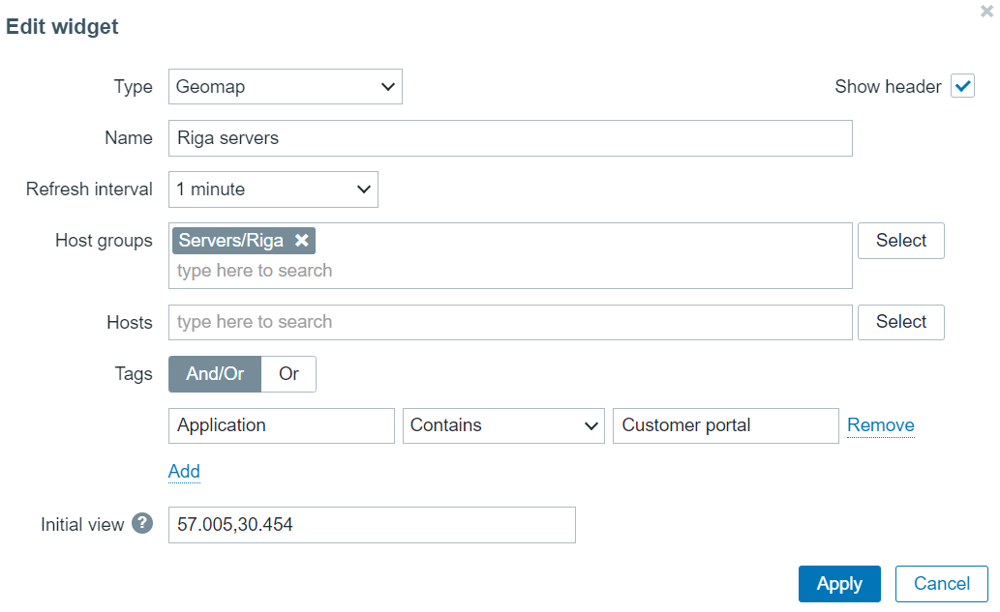 Edit widget
Type Geomap Show header
Name Riga servers
Refresh interval 1 minute
Host groups Servers/Riga Select
type here to search
Hosts type here to search Select
Tags And/Or Or
Application Contains Customer portal Remove
Add
Initial view ? 57.005,30.454
Apply Cancel